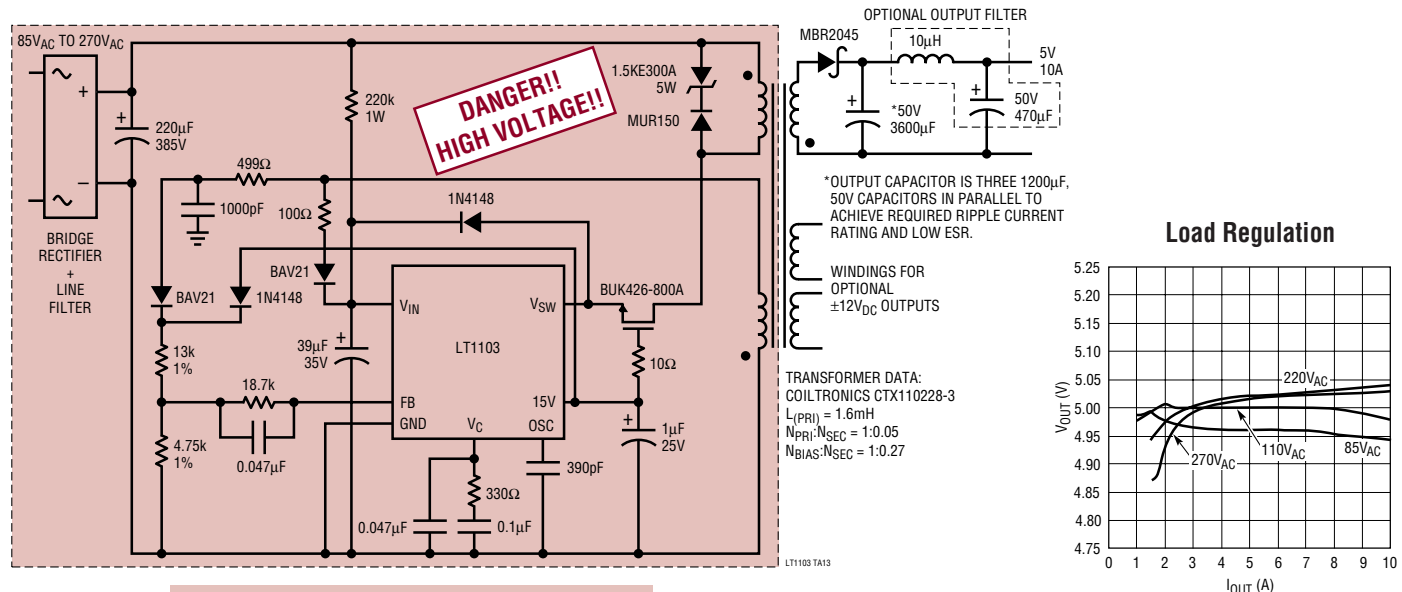 85VAC TO 270VAC
+
−
BRIDGE
RECTIFIER
+
LINE
FILTER
+
220µF
385V
220k
1W
DANGER!!
HIGH VOLTAGE!!
1.5KE300A
5W
MUR150
499Ω
1000pF
100Ω
1N4148
BAV21
BAV21
1N4148
13k
1%
18.7k
0.047µF
4.75k
1%
+
39µF
35V
VIN
VSW
LT1103
FB
GND
VC
15V
OSC
BUK426-800A
10Ω
+
1µF
25V
390pF
330Ω
0.047µF
0.1µF
LT1103 TA13
OPTIONAL OUTPUT FILTER
MBR2045
10µH
5V
10A
+
*50V
3600µF
+
50V
470µF
*OUTPUT CAPACITOR IS THREE 1200µF,
50V CAPACITORS IN PARALLEL TO
ACHIEVE REQUIRED RIPPLE CURRENT
RATING AND LOW ESR.
WINDINGS FOR
OPTIONAL
±12VDC OUTPUTS
TRANSFORMER DATA:
COILTRONICS CTX110228-3
L(PRI) = 1.6mH
NPRI:NSEC = 1:0.05
NBIAS:NSEC = 1:0.27
Load Regulation
VOUT (V)
5.25
5.20
5.15
5.10
5.05
5.00
4.95
4.90
4.85
4.80
4.75
220VAC
110VAC
85VAC
270VAC
0 1 2 3 4 5 6 7 8 9 10
IOUT (A)